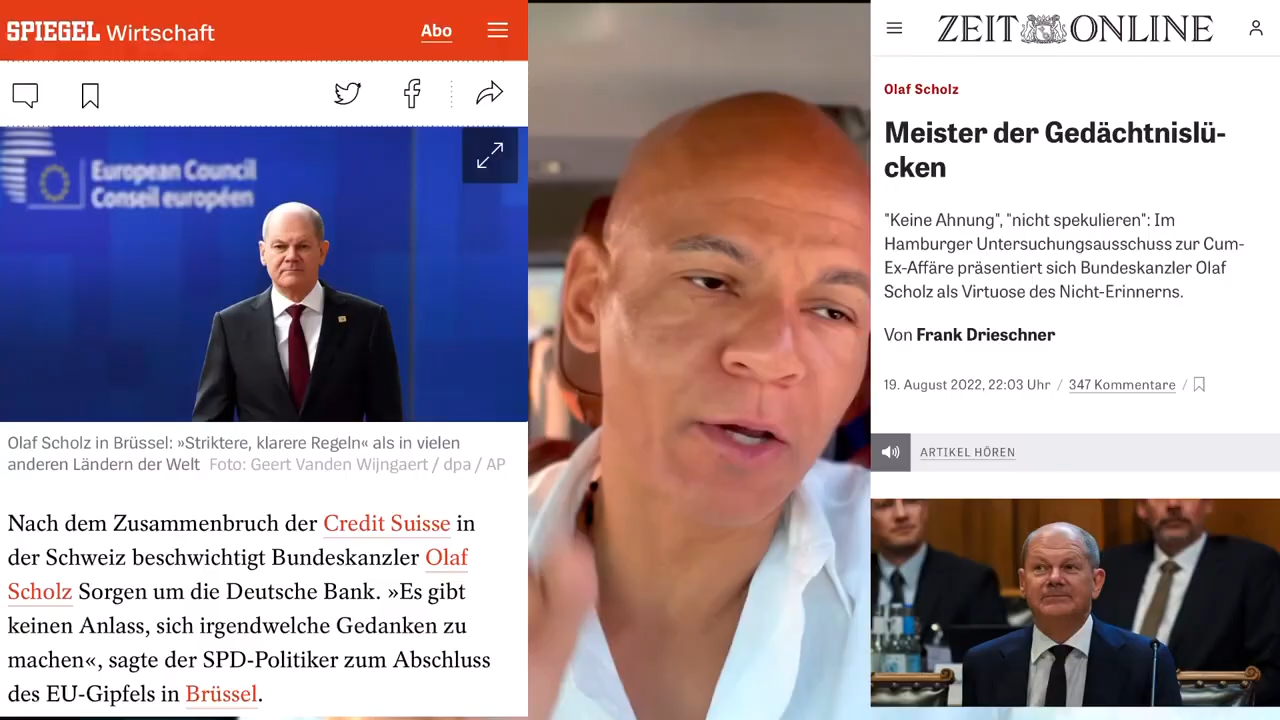 SPIEGEL Wirtschaft
Abo
European Council
Conseil européen
Olaf Scholz in Brüssel: »Striktere, klarere Regeln« als in vielen
anderen Ländern der Welt Foto: Geert Vanden Wijngaert / dpa / AP
Nach dem Zusammenbruch der Credit Suisse in
der Schweiz beschwichtigt Bundeskanzler Olaf
Scholz Sorgen um die Deutsche Bank. »Es gibt
keinen Anlass, sich irgendwelche Gedanken zu
machen«, sagte der SPD-Politiker zum Abschluss
des EU-Gipfels in Brüssel.
ZEIT ONLINE
Olaf Scholz
Meister der Gedächtnislü-
cken
"Keine Ahnung", "nicht spekulieren": Im
Hamburger Untersuchungsausschuss zur Cum-
Ex-Affäre präsentiert sich Bundeskanzler Olaf
Scholz als Virtuose des Nicht-Erinnerns.
Von Frank Drieschner
19. August 2022, 22:03 Uhr / 347 Kommentare /
ARTIKEL HÖREN